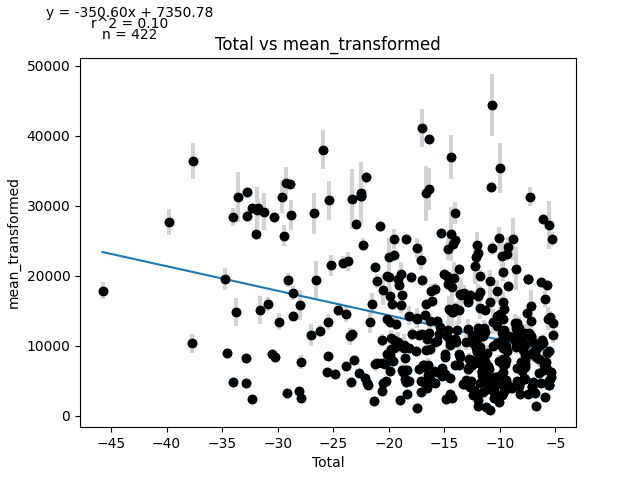 y = -350.60x + 7350.78
r^2 = 0.10
n = 422
Total vs mean_transformed
50000
40000
30000
20000
10000
0
mean_transformed
−45 −40 −35 −30 −25 −20 −15 −10 −5
Total